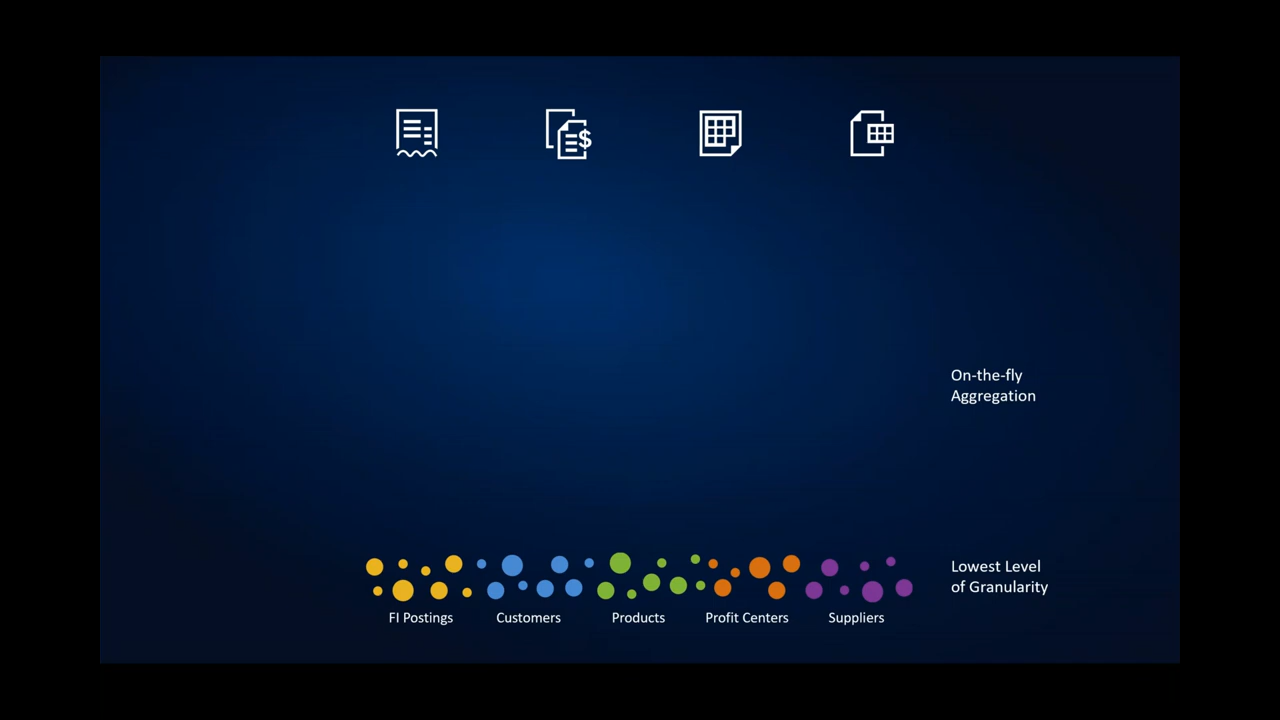 $
On-the-fly
Aggregation
Lowest Level
of Granularity
FI Postings
Customers
Products
Profit Centers
Suppliers